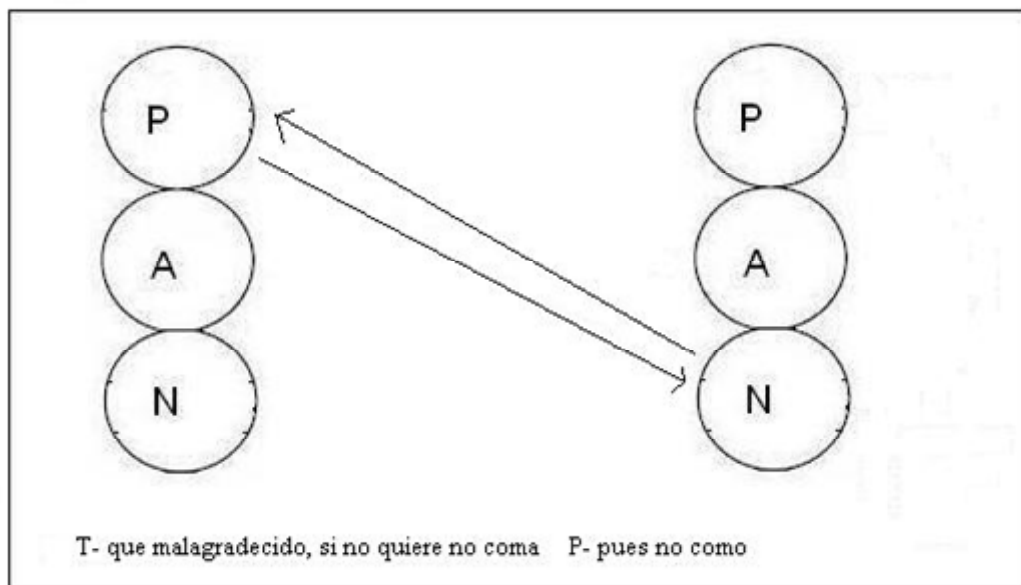 P P
A A
N N
T- que malagradecido, si no quiere no coma P- pues no como